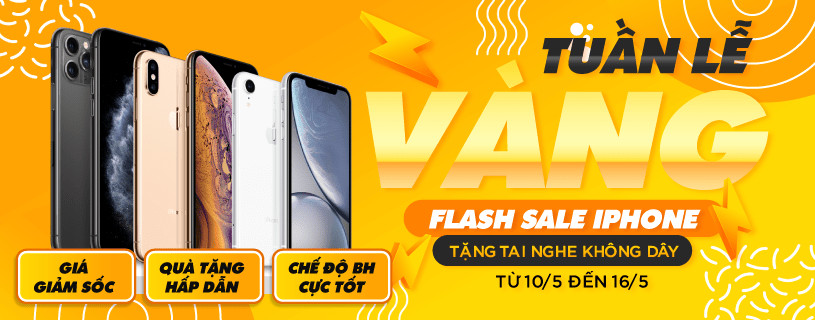 TUẦN LỄ
VÀNG
FLASH SALE IPHONE
TẶNG TAI NGHE KHÔNG DÂY
TỪ 10/5 ĐẾN 16/5
GIÁ
GIẢM SỐC
QUÀ TẶNG
HẤP DẪN
CHẾ ĐỘ BH
CỰC TỐT